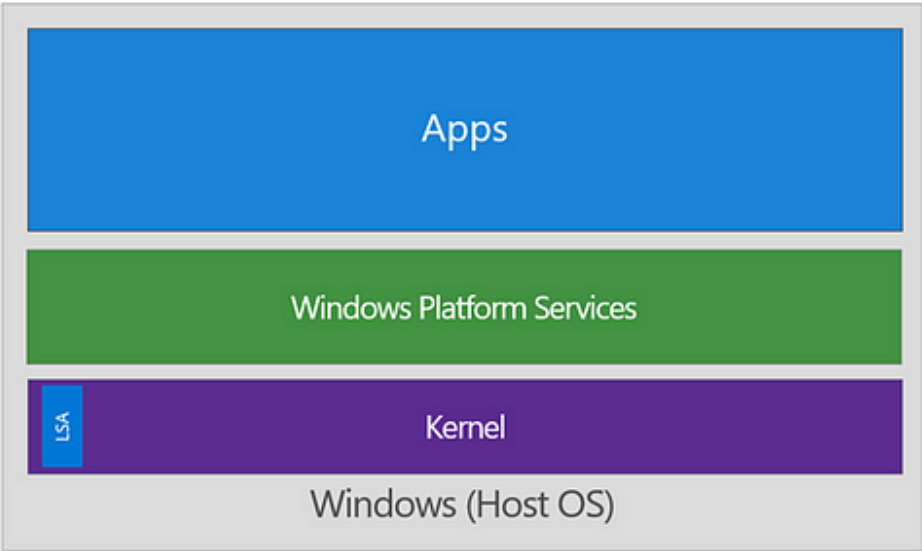 Apps
Windows Platform Services
LSA
Kernel
Windows (Host OS)